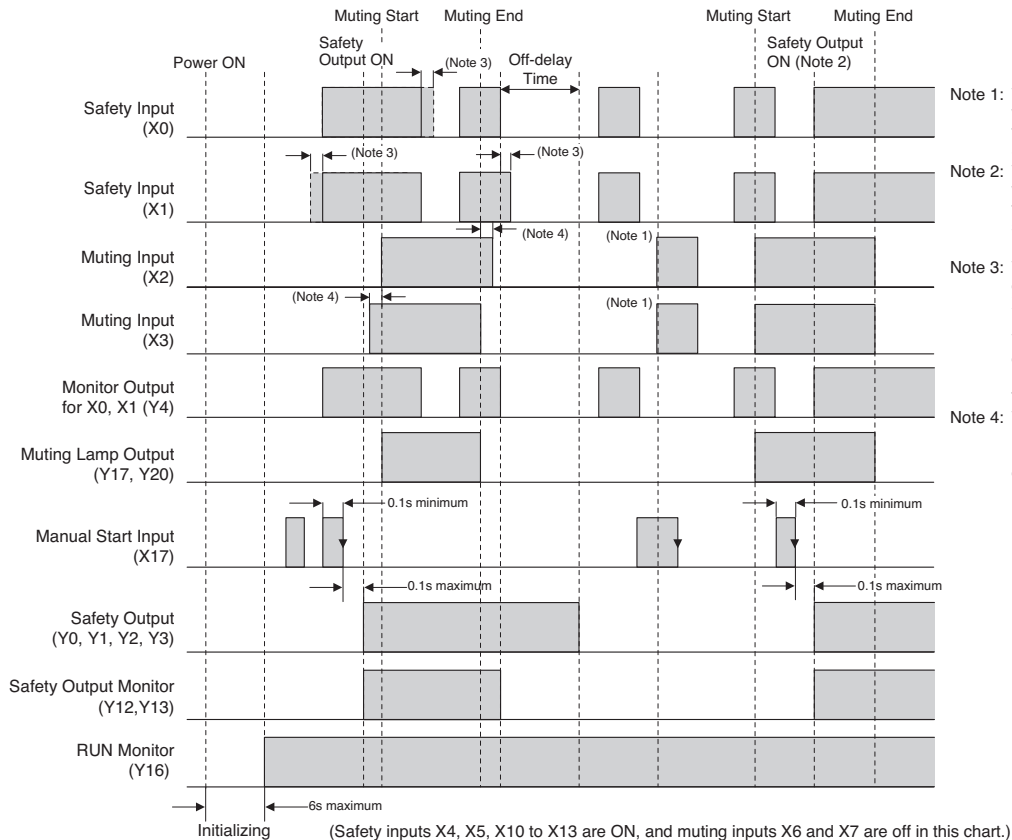 Muting Start
Muting End
Muting Start
Muting End
Power ON
Safety
Output ON
(Note 3)
Off-delay
Time
Safety Output
ON (Note 2)
Safety Input
(X0)
Note 1:
(Note 3)
(Note 3)
Safety Input
(X1)
Note 2:
(Note 4)
(Note 1)
Muting Input
(X2)
Note 3:
(Note 4)
(Note 1)
Muting Input
(X3)
Monitor Output
for X0, X1 (Y4)
Note 4:
Muting Lamp Output
(Y17, Y20)
0.1s minimum
0.1s minimum
Manual Start Input
(X17)
0.1s maximum
0.1s maximum
Safety Output
(Y0, Y1, Y2, Y3)
Safety Output Monitor
(Y12,Y13)
RUN Monitor
(Y16)
6s maximum
Initializing
(Safety inputs X4, X5, X10 to X13 are ON, and muting inputs X6 and X7 are off in this chart.)